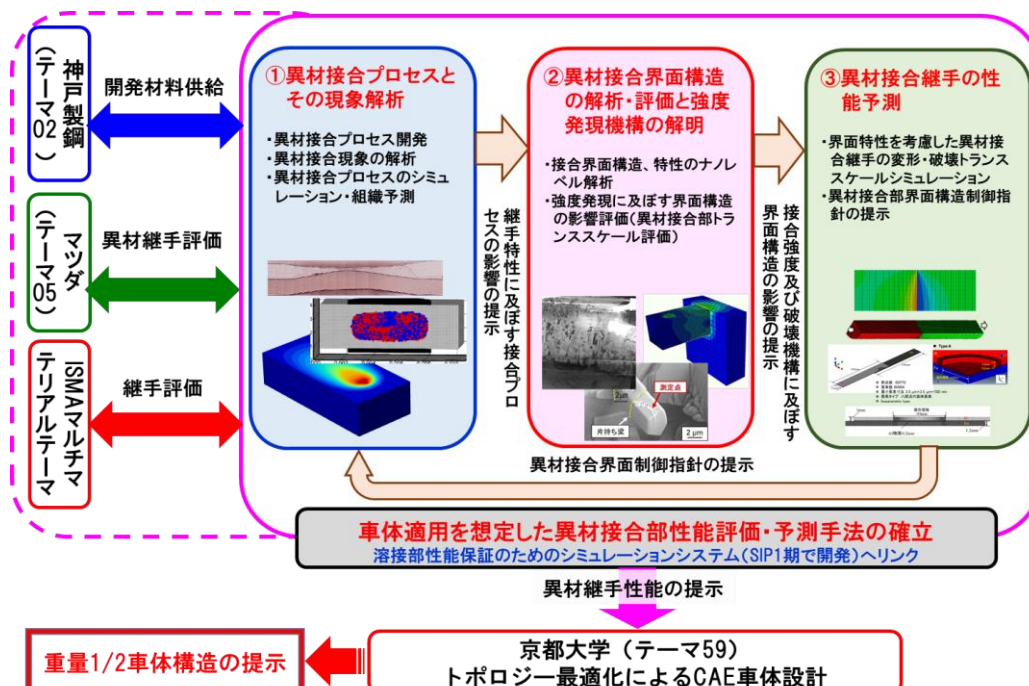 神戸製鋼
（テーマ02）
開発材料供給
マツダ
（テーマ05）
異材継手評価
ISMAマルチマ
テリアルテーマ
継手評価
①異材接合プロセスと
その現象解析
・異材接合プロセス開発
・異材接合現象の解析
・異材接合プロセスのシミュ
レーション・組織予測
継手特性に及ぼす接合プロ
セスの影響の提示
②異材接合界面構造
の解析・評価と強度
発現機構の解明
・接合界面構造、特性のナノレ
ベル解析
・強度発現に及ぼす界面構造
の影響評価(異材接合部トラ
ンススケール評価)
2μm
測定点
片持ち梁
2 μm
接合強度及び破壊機構に及ぼす
界面構造の影響の提示
③異材接合継手の性
能予測
・界面特性を考慮した異材接
合継手の変形・破壊トランス
スケールシミュレーション
・異材接合部界面構造制御指
針の提示
異材接合界面制御指針の提示
車体適用を想定した異材接合部性能評価・予測手法の確立
溶接部性能保証のためのシミュレーションシステム(SIP1期で開発)へリンク
異材継手性能の提示
京都大学（テーマ59）
トポロジー最適化によるCAE車体設計
重量1/2車体構造の提示